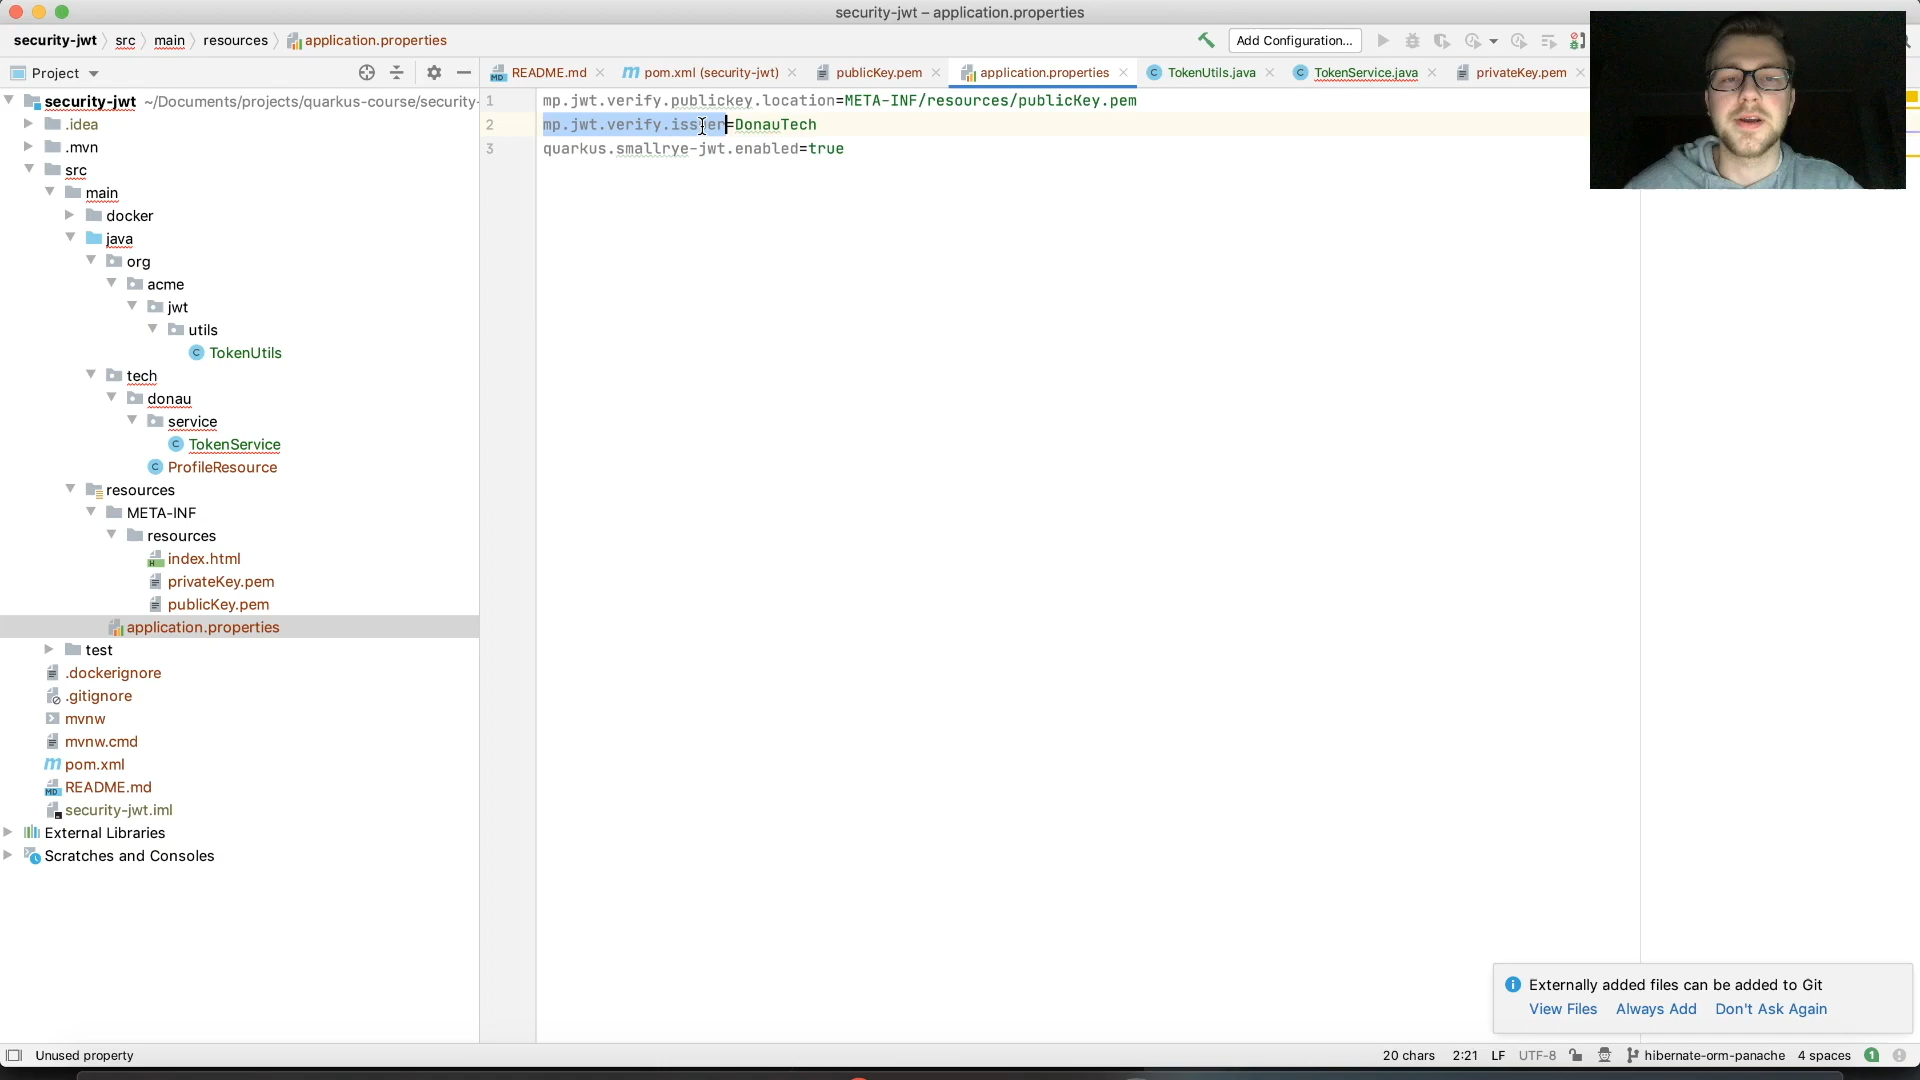 security-jwt – application.properties
security-jwt src main resources application.properties
Add Configuration...
Project
README.md pom.xml (security-jwt) publicKey.pem application.properties TokenUtils.java TokenService.java privateKey.pem
security-jwt ~/Documents/projects/quarkus-course/security-
.idea
.mvn
src
main
docker
java
org
acme
jwt
utils
TokenUtils
tech
donau
service
TokenService
ProfileResource
resources
META-INF
resources
index.html
privateKey.pem
publicKey.pem
application.properties
test
.dockerignore
.gitignore
mvnw
mvnw.cmd
pom.xml
README.md
security-jwt.iml
External Libraries
Scratches and Consoles
1 mp.jwt.verify.publickey.location=META-INF/resources/publicKey.pem
2 mp.jwt.verify.issuer=DonauTech
3 quarkus.smallrye-jwt.enabled=true
Externally added files can be added to Git
View Files Always Add Don't Ask Again
Unused property
20 chars 2:21 LF UTF-8 hibernate-orm-panache 4 spaces 1